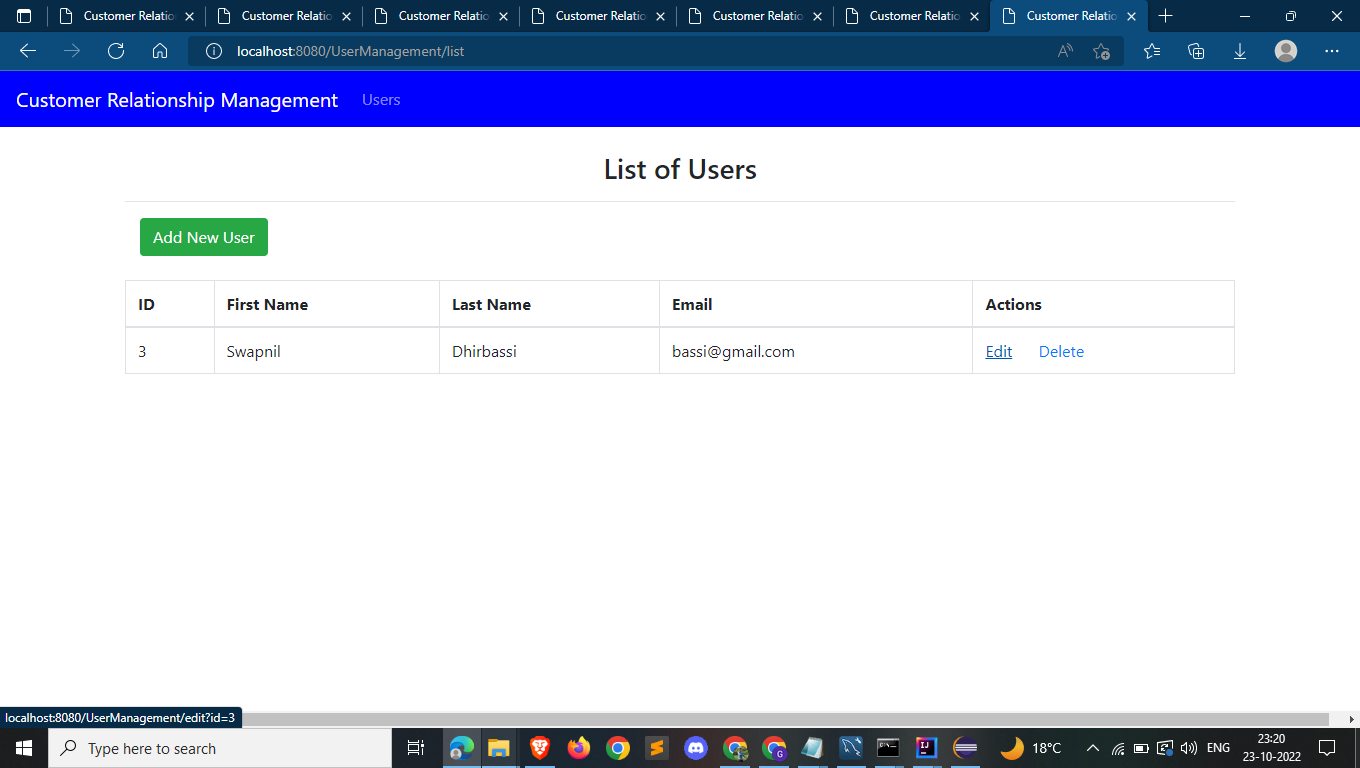 Customer Relatio Customer Relatio Customer Relatio Customer Relatio Customer Relatio Customer Relatio Customer Relatio
localhost:8080/UserManagement/list
Customer Relationship Management Users
List of Users
Add New User
ID First Name Last Name Email Actions
3 Swapnil Dhirbassi bassi@gmail.com Edit Delete
localhost:8080/UserManagement/edit?id=3
Type here to search 18°C ENG 23:20
23-10-2022